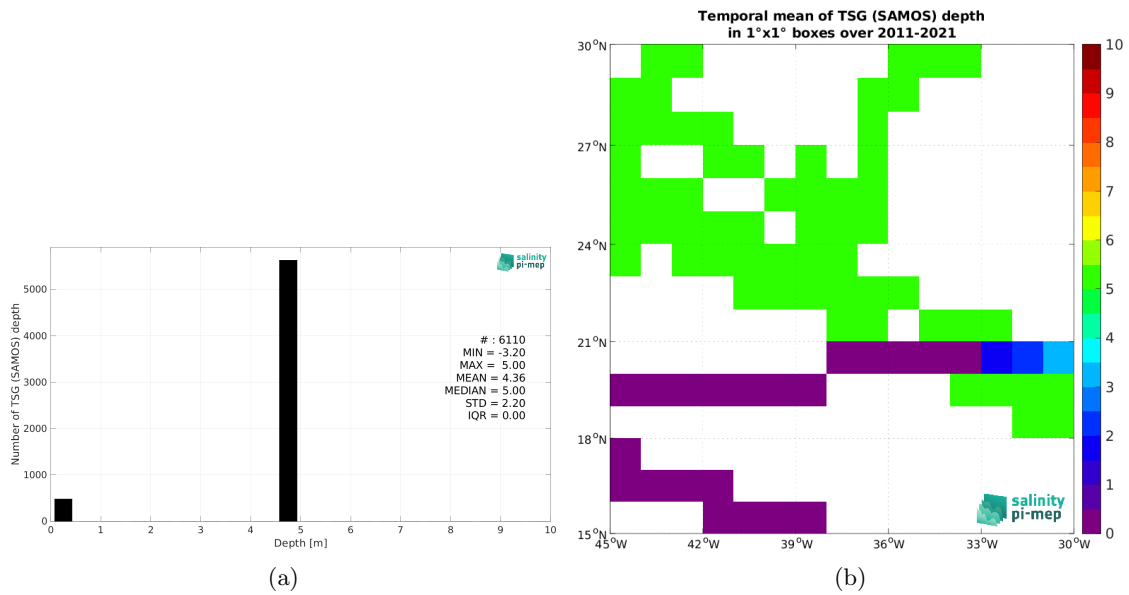 Number of TSG (SAMOS) depth
5000
4000
3000
2000
1000
0
0 1 2 3 4 5 6 7 8 9 10
Depth [m]
salinity
pi-mep
# : 6110
MIN = -3.20
MAX = 5.00
MEAN = 4.36
MEDIAN = 5.00
STD = 2.20
IQR = 0.00
(a)
Temporal mean of TSG (SAMOS) depth
in 1°x1° boxes over 2011-2021
30°N
27°N
24°N
21°N
18°N
15°N
45°W 42°W 39°W 36°W 33°W 30°W
salinity
pi-mep
10
9
8
7
6
5
4
3
2
1
0
(b)